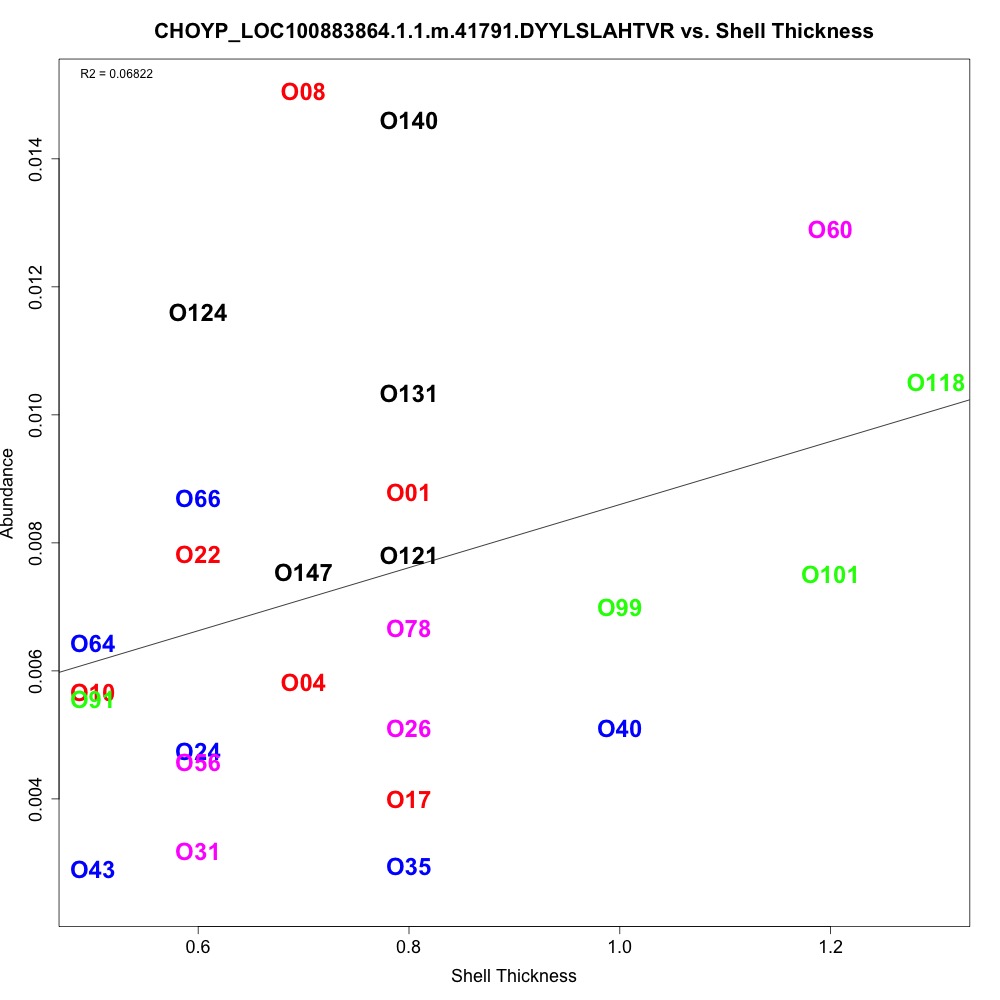 CHOYP_LOC100883864.1.1.m.41791.DYYLSLAHTVR vs. Shell Thickness
R2 = 0.06822
O08
O140
0.014
O60
0.012
O124
O118
O131
0.010
O66
O01
Abundance
O22
O121
0.008
O147
O101
O99
O78
O64
0.006
O10
O91
O04
O26
O40
O24
O56
0.004
O17
O31
O43
O35
0.6 0.8 1.0 1.2
Shell Thickness